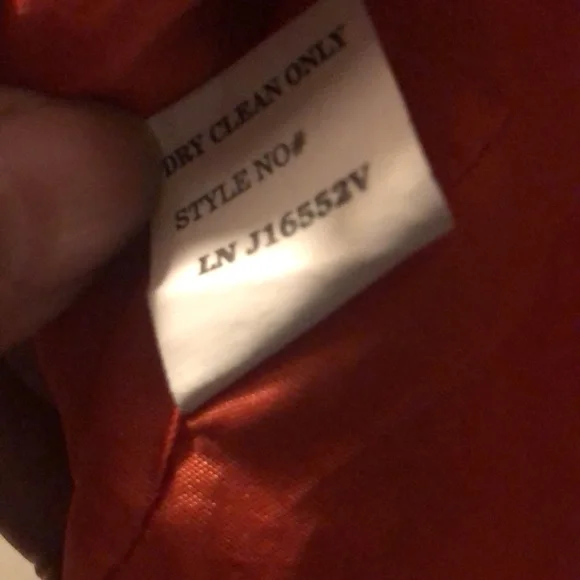 DRY CLEAN ONLY
STYLE NO#
LN J16552V